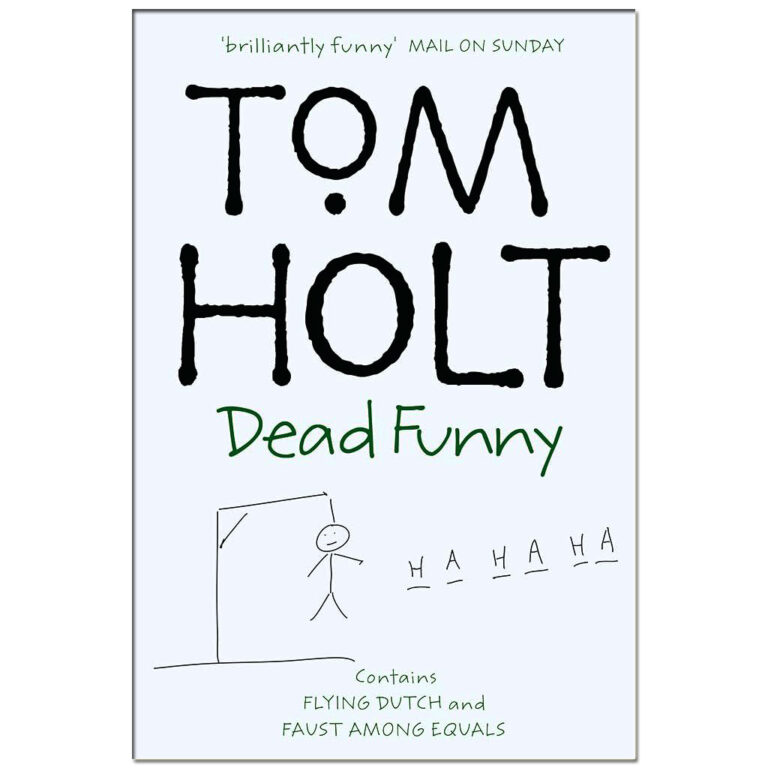 'brilliantly funny' MAIL ON SUNDAY
TOM
HOLT
Dead Funny
HA HA HA
Contains
FLYING DUTCH and
FAUST AMONG EQUALS